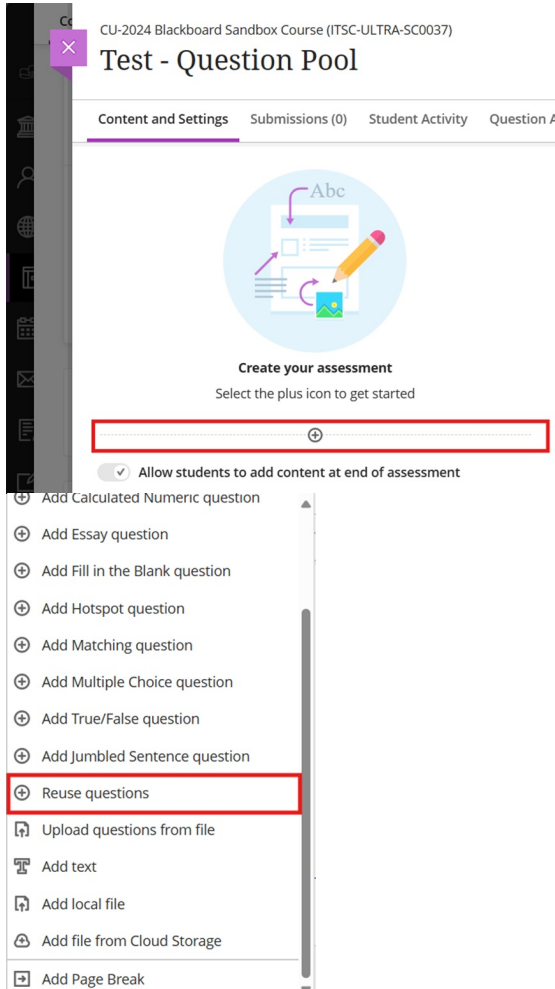 Co
CU-2024 Blackboard Sandbox Course (ITSC-ULTRA-SC0037)
Test - Question Pool
Content and Settings Submissions (0) Student Activity Question A
Abc
Create your assessment
Select the plus icon to get started
Allow students to add content at end of assessment
Add Calculated Numeric question
Add Essay question
Add Fill in the Blank question
Add Hotspot question
Add Matching question
Add Multiple Choice question
Add True/False question
Add Jumbled Sentence question
Reuse questions
Upload questions from file
Add text
Add local file
Add file from Cloud Storage
Add Page Break